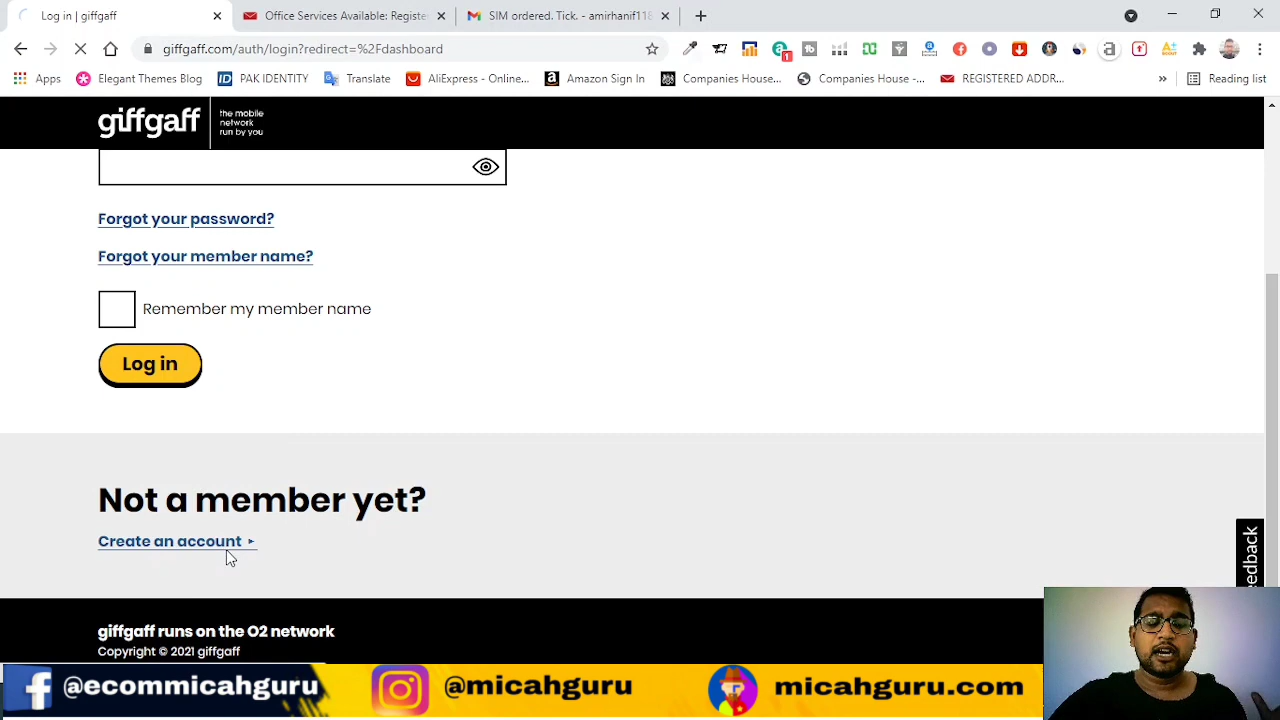 Log in | giffgaff
Office Services Available: Registe
SIM ordered. Tick. - amirhanif118
giffgaff.com/auth/login?redirect=%2Fdashboard
Apps
Elegant Themes Blog
PAK IDENTITY
Translate
AliExpress - Online...
Amazon Sign In
Companies House...
Companies House -...
REGISTERED ADDR...
»
Reading list
giffgaff
the mobile
network
run by you
Forgot your password?
Forgot your member name?
Remember my member name
Log in
Not a member yet?
Create an account
edback
giffgaff runs on the O2 network
Copyright © 2021 giffgaff
@ecommicahguru
@micahguru
micahguru.com